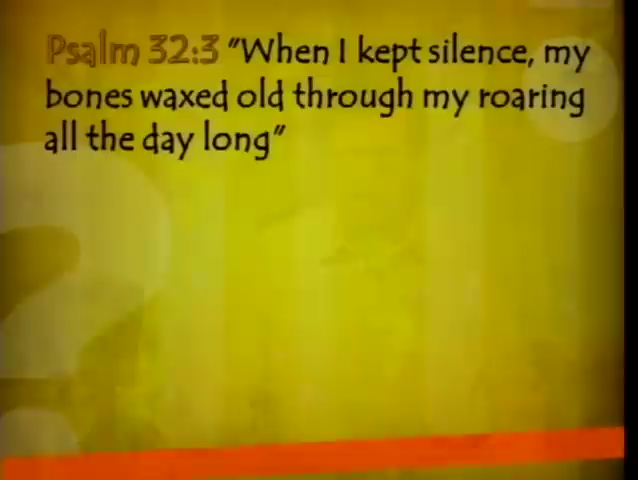 Psalm 32:3 "When I kept silence, my
bones waxed old through my roaring
all the day long"